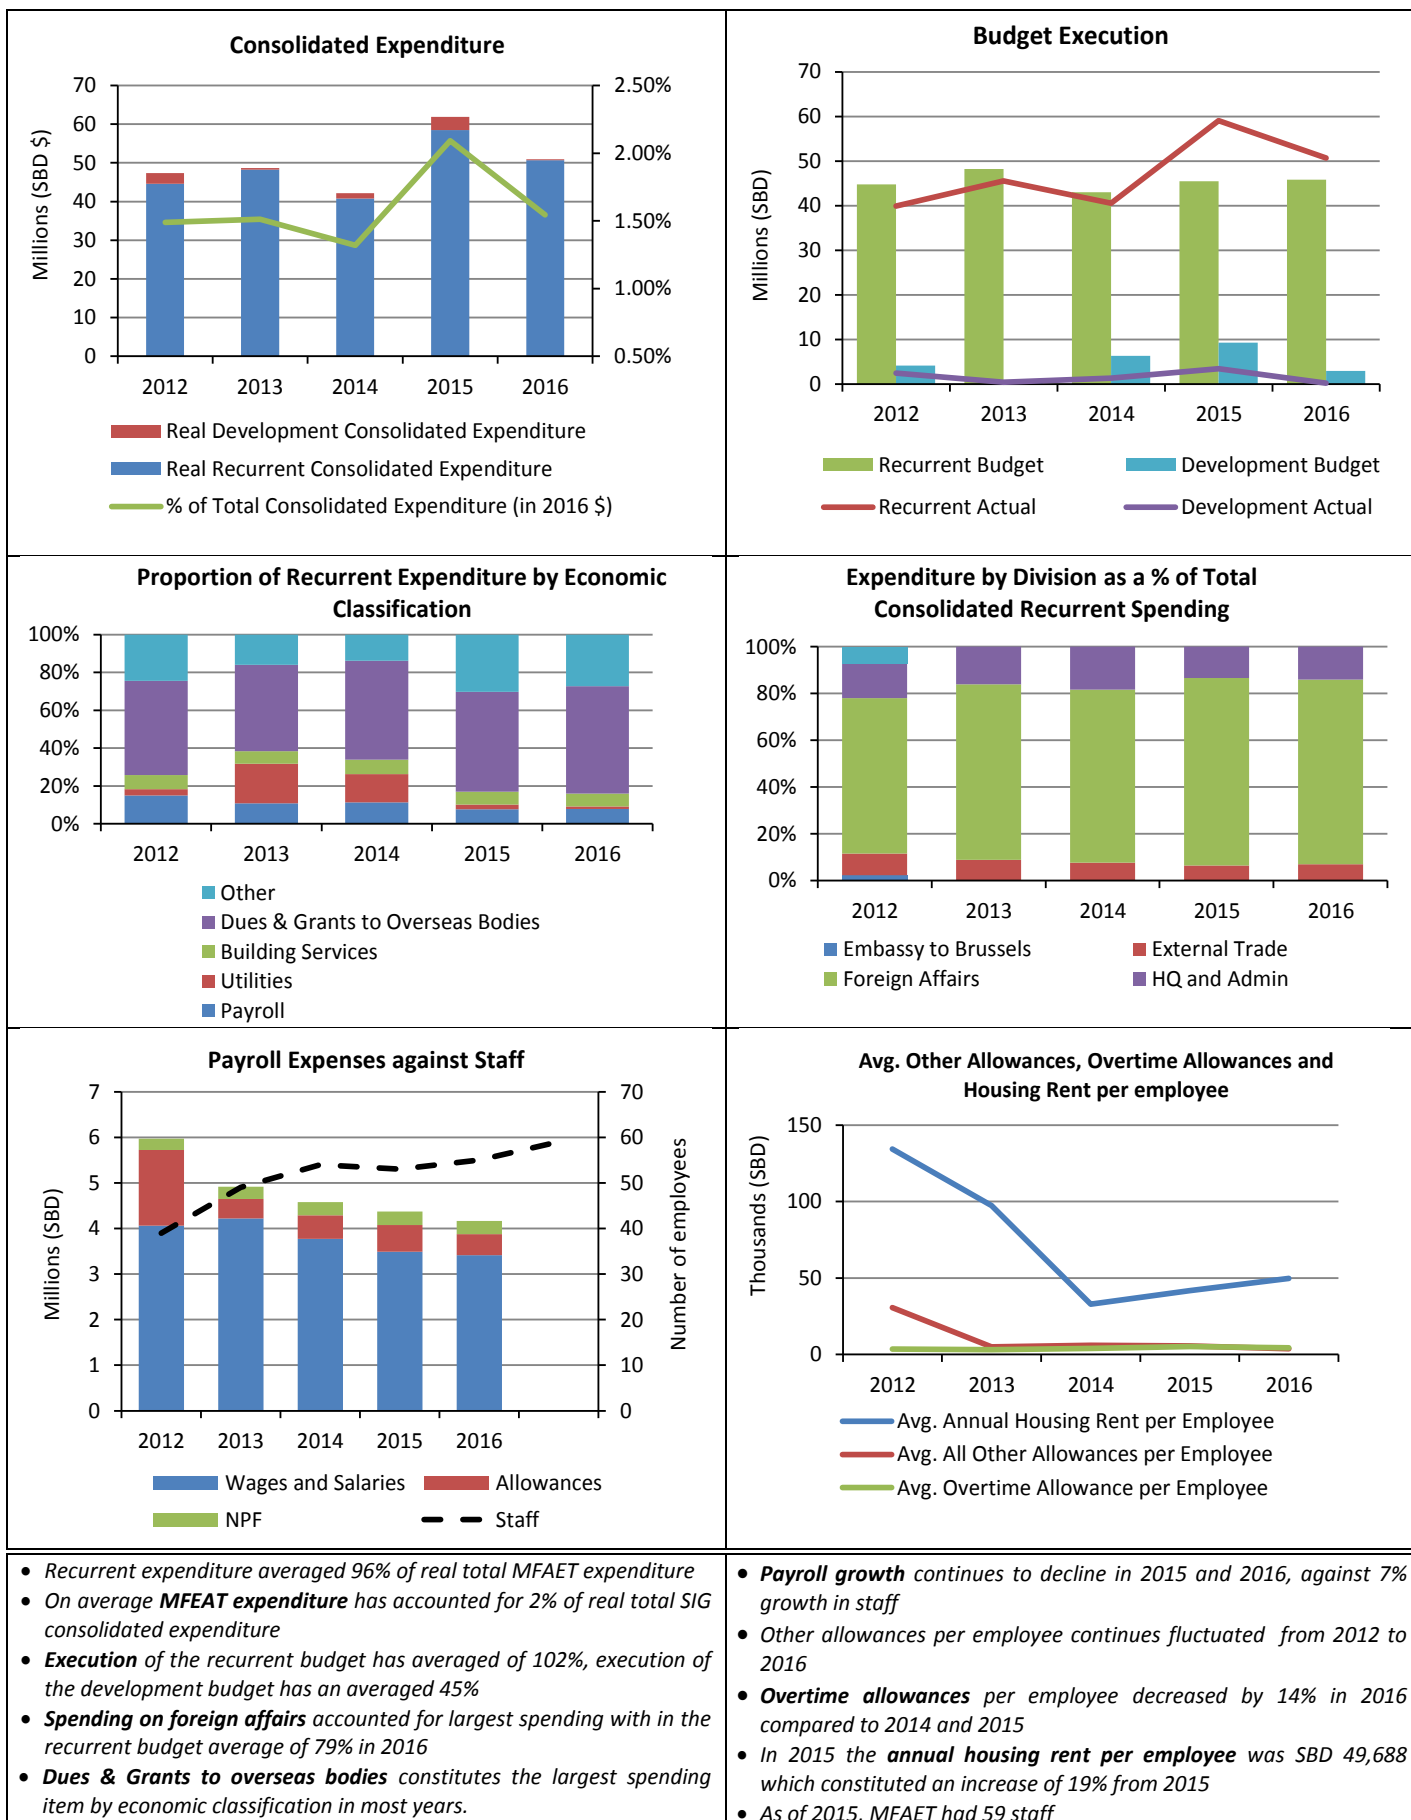 Consolidated Expenditure
70
60
50
40
30
20
10
0
Millions (SBD $)
2.50%
2.00%
1.50%
1.00%
0.50%
2012 2013 2014 2015 2016
Real Development Consolidated Expenditure
Real Recurrent Consolidated Expenditure
% of Total Consolidated Expenditure (in 2016 $)
Budget Execution
70
60
50
40
30
20
10
0
Millions (SBD)
2012 2013 2014 2015 2016
Recurrent Budget Development Budget
Recurrent Actual Development Actual
Proportion of Recurrent Expenditure by Economic
Classification
100%
80%
60%
40%
20%
0%
2012 2013 2014 2015 2016
Other
Dues & Grants to Overseas Bodies
Building Services
Utilities
Payroll
Expenditure by Division as a % of Total
Consolidated Recurrent Spending
100%
80%
60%
40%
20%
0%
2012 2013 2014 2015 2016
Embassy to Brussels External Trade
Foreign Affairs HQ and Admin
Payroll Expenses against Staff
7
6
5
4
3
2
1
0
Millions (SBD)
70
60
50
40
30
20
10
0
Number of employees
2012 2013 2014 2015 2016
Wages and Salaries Allowances
NPF Staff
Avg. Other Allowances, Overtime Allowances and
Housing Rent per employee
150
100
50
0
Thousands (SBD)
2012 2013 2014 2015 2016
Avg. Annual Housing Rent per Employee
Avg. All Other Allowances per Employee
Avg. Overtime Allowance per Employee
• Recurrent expenditure averaged 96% of real total MFAET expenditure
• On average MFEAT expenditure has accounted for 2% of real total SIG
consolidated expenditure
• Execution of the recurrent budget has averaged of 102%, execution of
the development budget has an averaged 45%
• Spending on foreign affairs accounted for largest spending with in the
recurrent budget average of 79% in 2016
• Dues & Grants to overseas bodies constitutes the largest spending
item by economic classification in most years.
• Payroll growth continues to decline in 2015 and 2016, against 7%
growth in staff
• Other allowances per employee continues fluctuated from 2012 to
2016
• Overtime allowances per employee decreased by 14% in 2016
compared to 2014 and 2015
• In 2015 the annual housing rent per employee was SBD 49,688
which constituted an increase of 19% from 2015
• As of 2015, MFAET had 59 staff